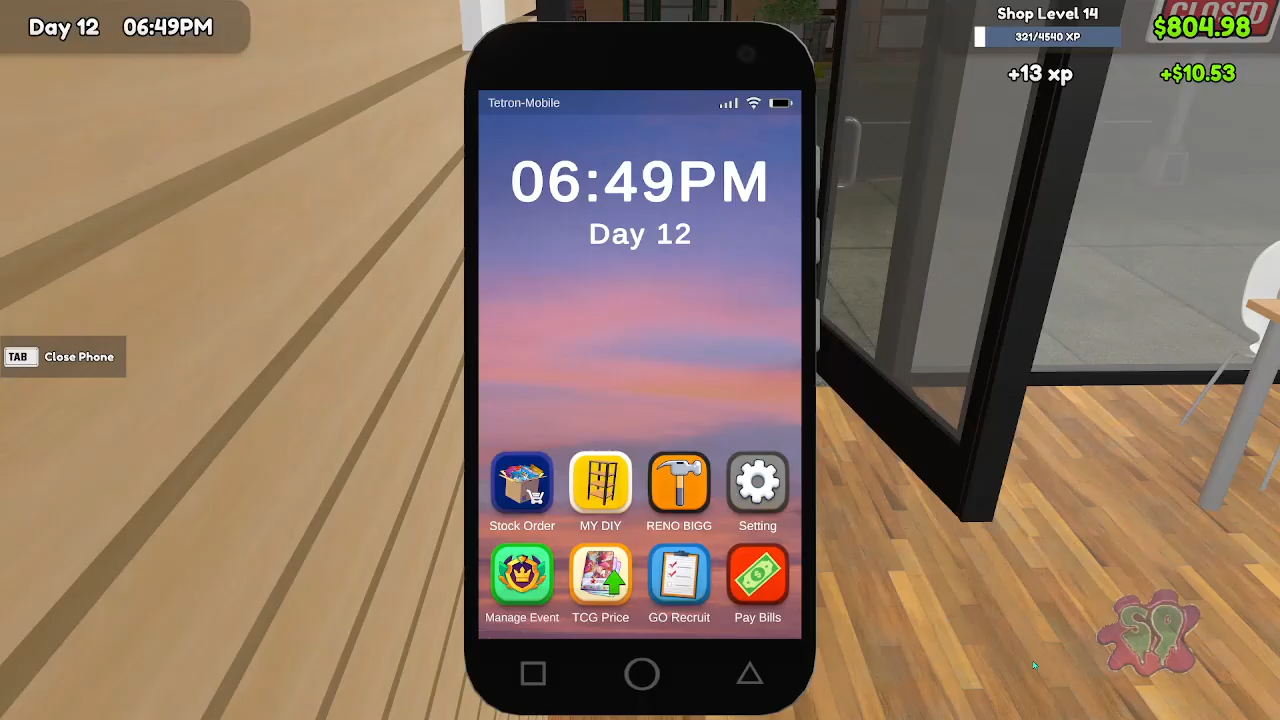 Day 12 06:49PM
Shop Level 14
321/4540 XP
+13 xp
CLOSED
$804.98
+$10.53
Tetron-Mobile
06:49PM
Day 12
TAB Close Phone
Stock Order MY DIY RENO BIGG Setting
Manage Event TCG Price GO Recruit Pay Bills